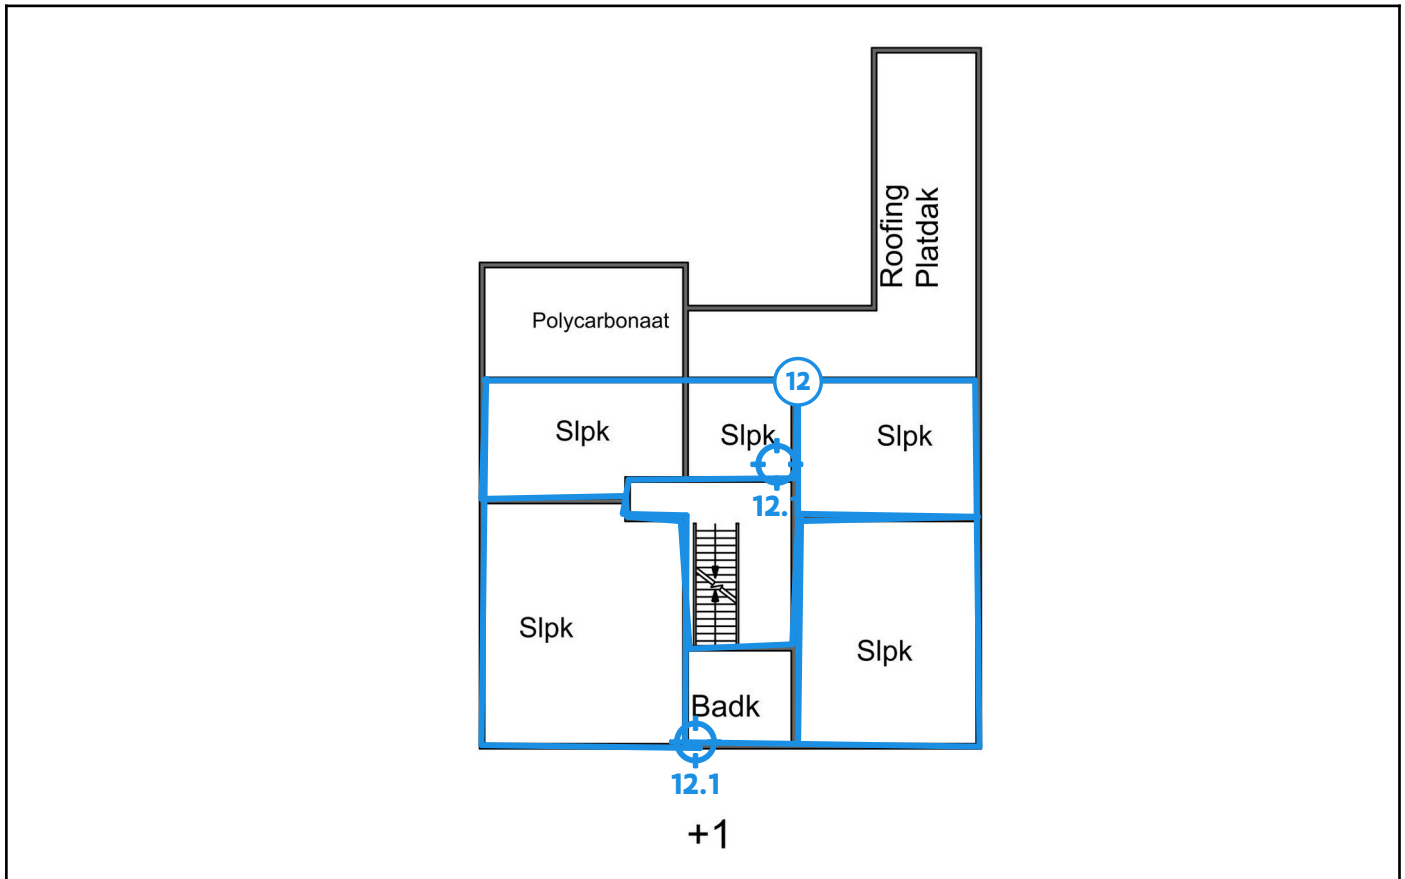 Roofing
Platdak
Polycarbonaat
12
Slpk
Slpk
Slpk
12.
Slpk
Slpk
Badk
12.1
+1